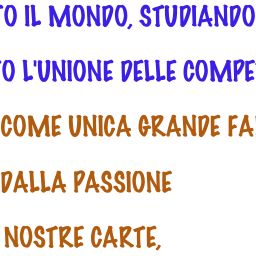 TO IL MONDO, STUDIANDO
TO L'UNIONE DELLE COMPE
COME UNICA GRANDE FA
DALLA PASSIONE
NOSTRE CARTE,